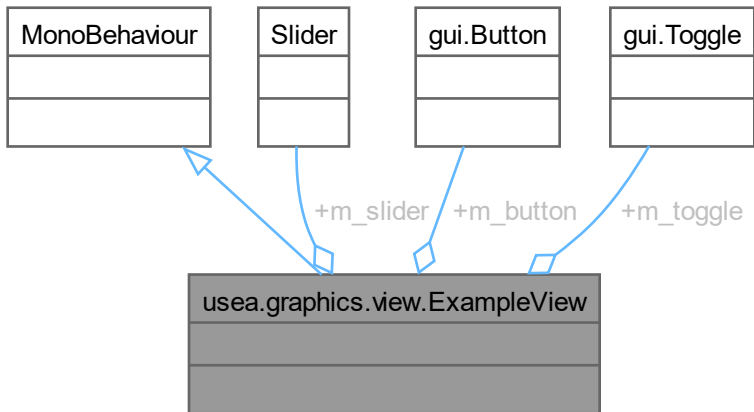 MonoBehaviour
Slider
gui.Button
gui.Toggle
+m_slider
+m_button
+m_toggle
usea.graphics.view.ExampleView